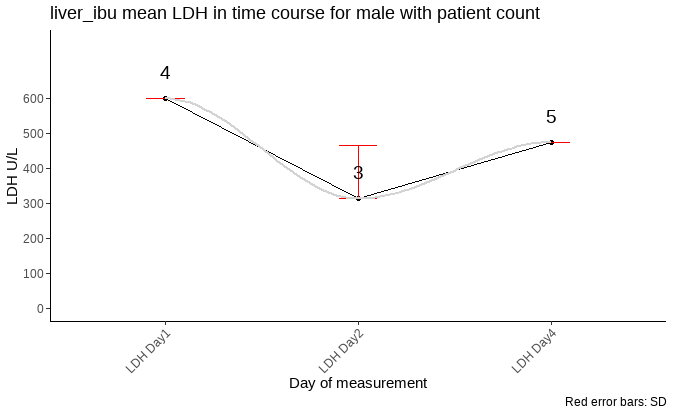 liver_ibu mean LDH in time course for male with patient count
4
5
3
600
500
400
300
200
100
0
LDH U/L
LDH Day1
LDH Day2
LDH Day4
Day of measurement
Red error bars: SD